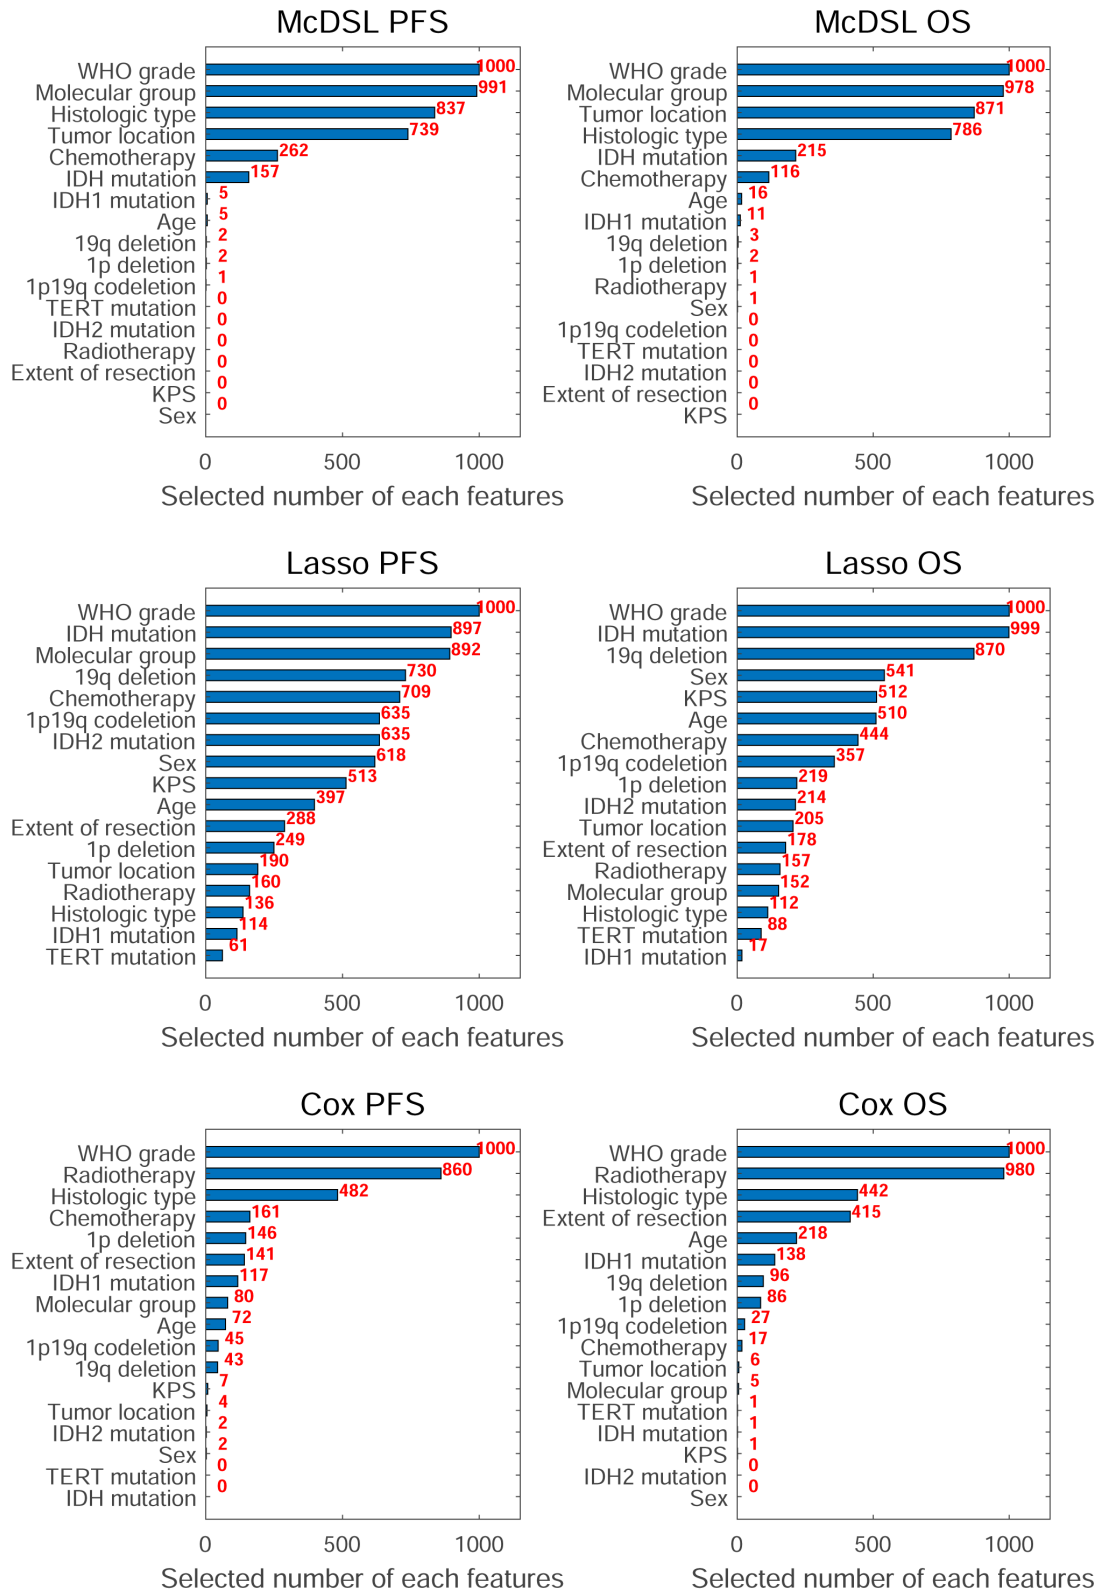 McDSL PFS
WHO grade 1000
Molecular group 991
Histologic type 837
Tumor location 739
Chemotherapy 262
IDH mutation 157
IDH1 mutation 5
Age 5
19q deletion 2
1p deletion 2
1p19q codeletion 1
TERT mutation 0
IDH2 mutation 0
Radiotherapy 0
Extent of resection 0
KPS 0
Sex 0
0 500 1000
Selected number of each features
McDSL OS
WHO grade 1000
Molecular group 978
Tumor location 871
Histologic type 786
IDH mutation 215
Chemotherapy 116
Age 16
IDH1 mutation 11
19q deletion 3
1p deletion 2
Radiotherapy 1
Sex 1
1p19q codeletion 0
TERT mutation 0
IDH2 mutation 0
Extent of resection 0
KPS 0
0 500 1000
Selected number of each features
Lasso PFS
WHO grade 1000
IDH mutation 897
Molecular group 892
19q deletion 730
Chemotherapy 709
1p19q codeletion 635
IDH2 mutation 635
Sex 618
KPS 513
Age 397
Extent of resection 288
1p deletion 249
Tumor location 190
Radiotherapy 160
Histologic type 136
IDH1 mutation 114
TERT mutation 61
0 500 1000
Selected number of each features
Lasso OS
WHO grade 1000
IDH mutation 999
19q deletion 870
Sex 541
KPS 512
Age 510
Chemotherapy 444
1p19q codeletion 357
1p deletion 219
IDH2 mutation 214
Tumor location 205
Extent of resection 178
Radiotherapy 157
Molecular group 152
Histologic type 112
TERT mutation 88
IDH1 mutation 17
0 500 1000
Selected number of each features
Cox PFS
WHO grade 1000
Radiotherapy 860
Histologic type 482
Chemotherapy 161
1p deletion 146
Extent of resection 141
IDH1 mutation 117
Molecular group 80
Age 72
1p19q codeletion 45
19q deletion 43
KPS 7
Tumor location 4
IDH2 mutation 2
Sex 2
TERT mutation 0
IDH mutation 0
0 500 1000
Selected number of each features
Cox OS
WHO grade 1000
Radiotherapy 980
Histologic type 442
Extent of resection 415
Age 218
IDH1 mutation 138
19q deletion 96
1p deletion 86
1p19q codeletion 27
Chemotherapy 17
Tumor location 6
Molecular group 5
TERT mutation 1
IDH mutation 1
KPS 1
IDH2 mutation 0
Sex 0
0 500 1000
Selected number of each features